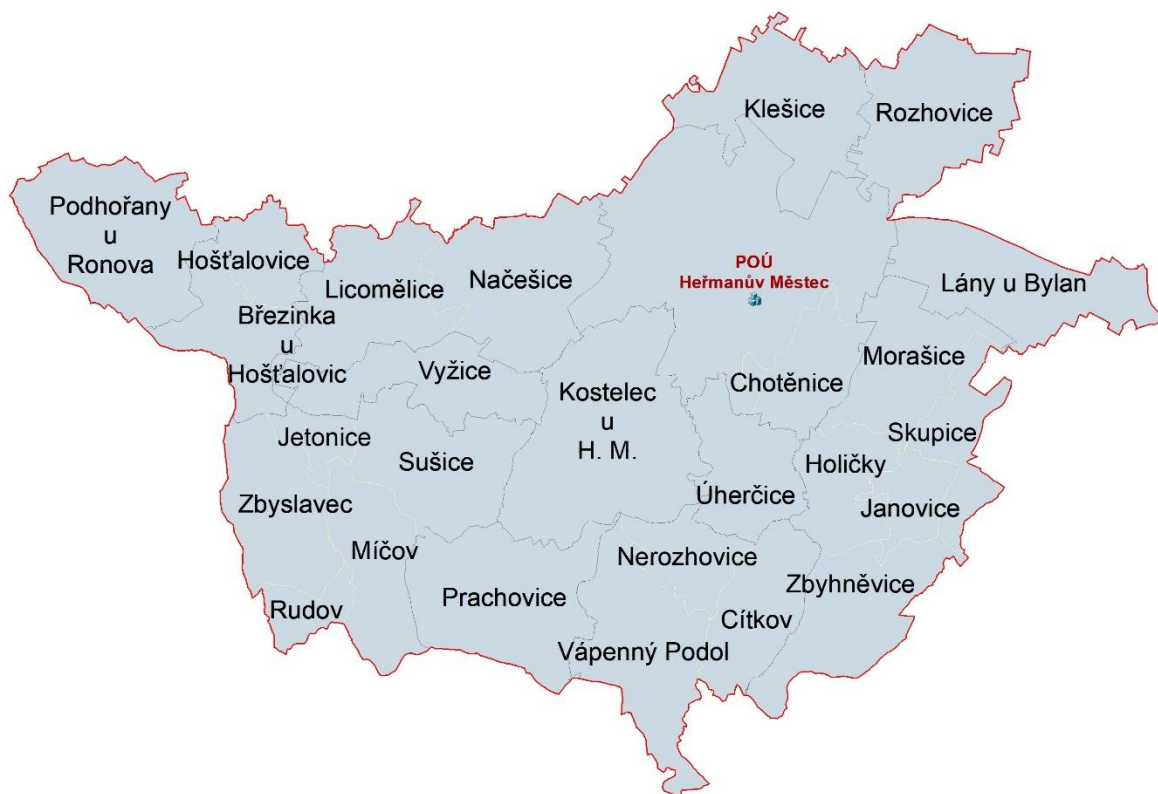 Klešice
Rozhovice
Podhořany
u
Ronova
Hošťalovice
Licomělice
Načešice
POÚ
Heřmanův Městec
Lány u Bylan
Březinka
u
Hošťalovic
Vyžice
Kostelec
u
H. M.
Chotěnice
Morašice
Jetonice
Sušice
Skupice
Holičky
Úherčice
Janovice
Zbyslavec
Míčov
Nerozhovice
Zbyhněvice
Rudov
Prachovice
Cítkov
Vápenný Podol